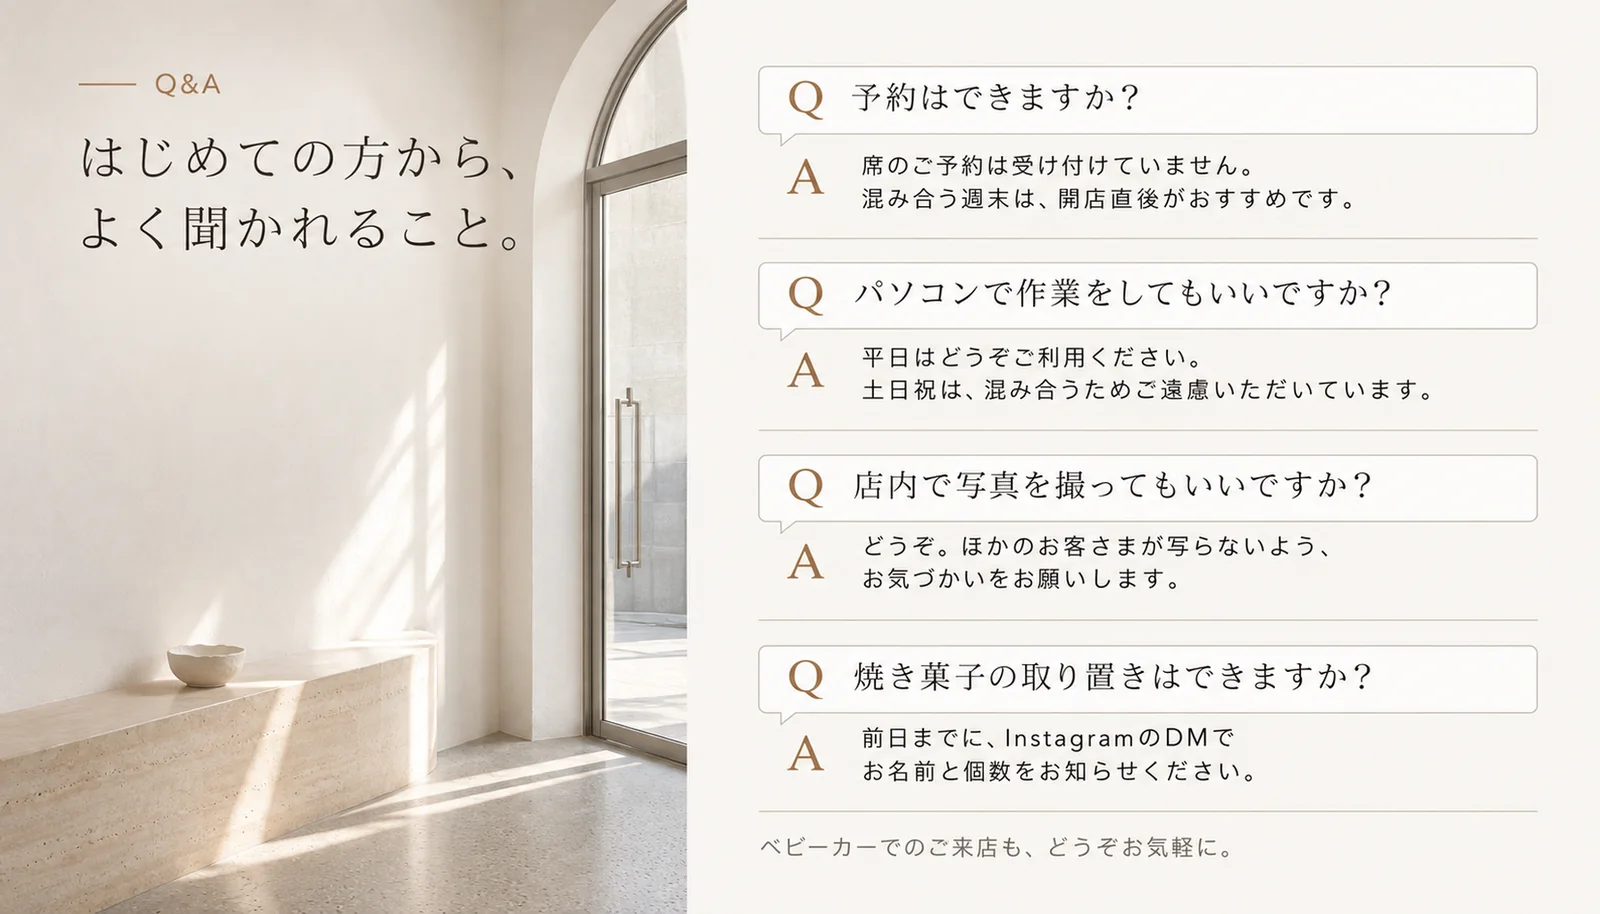 Q&A
はじめての方から、
よく聞かれること。
Q 予約はできますか？
A 席のご予約は受け付けていません。
混み合う週末は、開店直後がおすすめです。
Q パソコンで作業をしてもいいですか？
A 平日はどうぞご利用ください。
土日祝は、混み合うためご遠慮いただいています。
Q 店内で写真を撮ってもいいですか？
A どうぞ。ほかのお客さまが写らないよう、
お気づかいをお願いします。
Q 焼き菓子の取り置きはできますか？
A 前日までに、InstagramのDMで
お名前と個数をお知らせください。
ベビーカーでのご来店も、どうぞお気軽に。